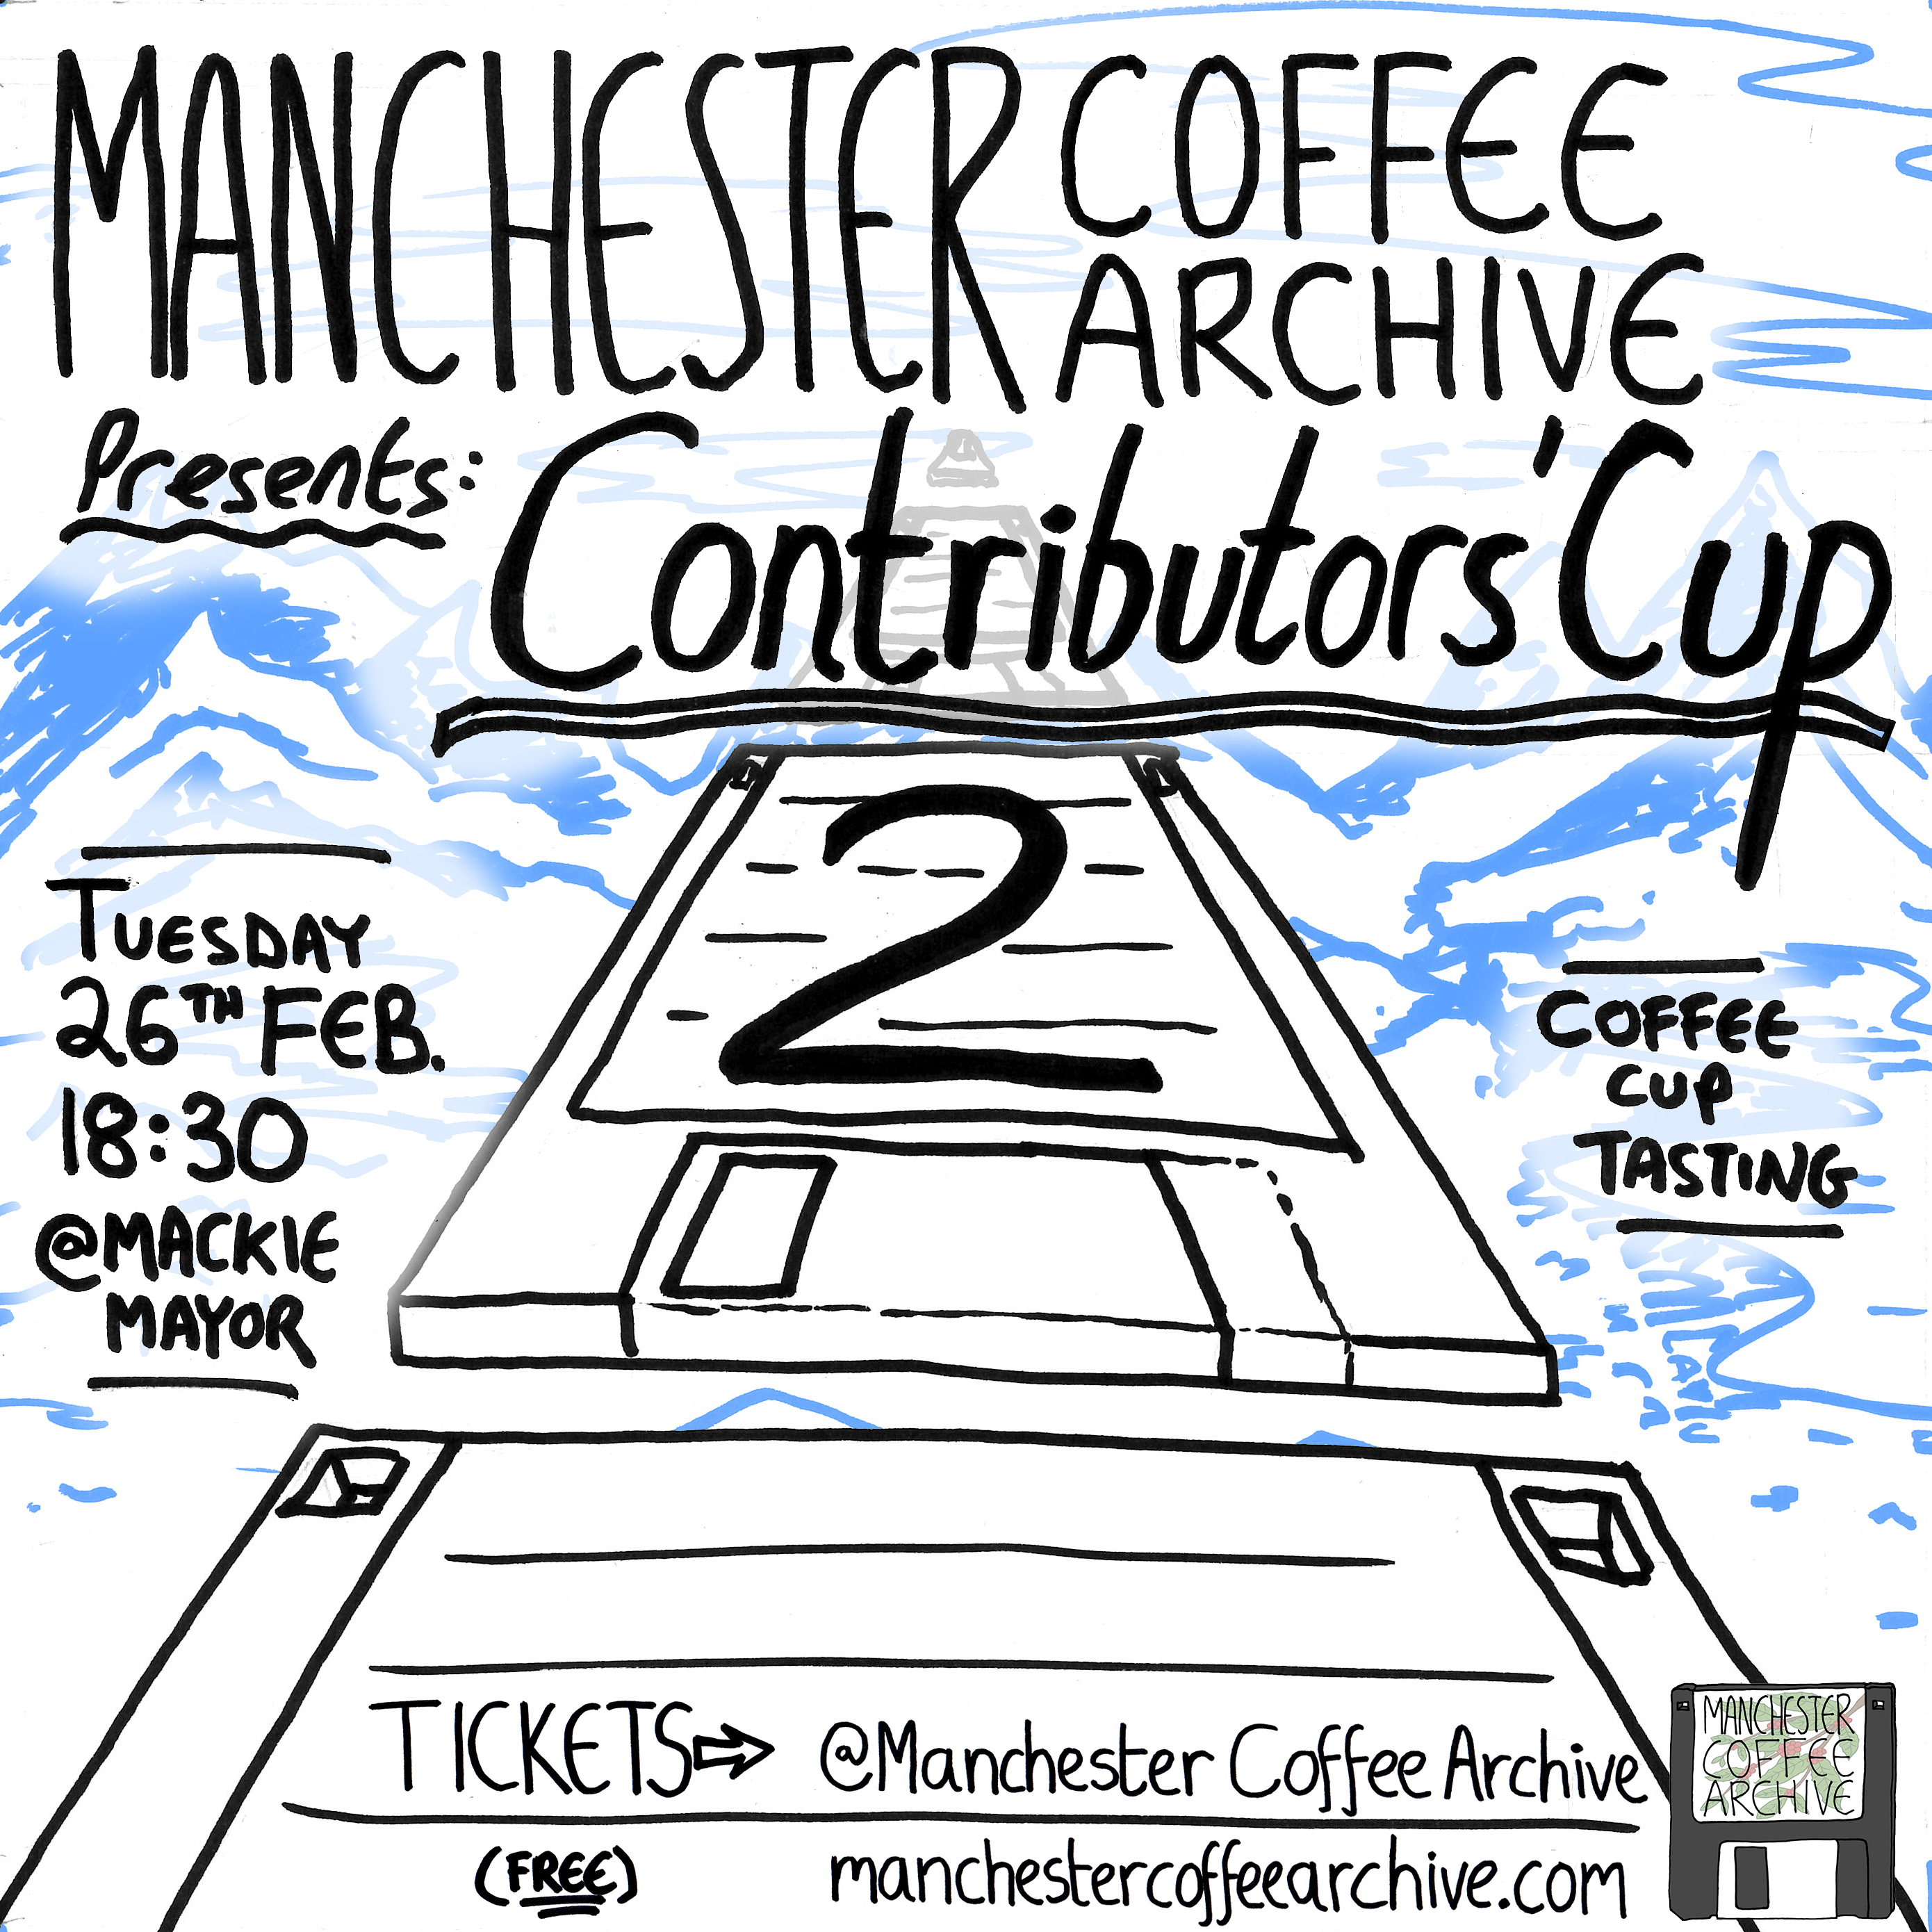 MANCHESTER COFFEE
ARCHIVE
Presents: Contributors' Cup
2
TUESDAY
26TH FEB.
18:30
@MACKIE
MAYOR
COFFEE
CUP
TASTING
TICKETS⇨ @Manchester Coffee Archive
(FREE) manchestercoffeearchive.com
MANCHESTER
COFFEE
ARCHIVE